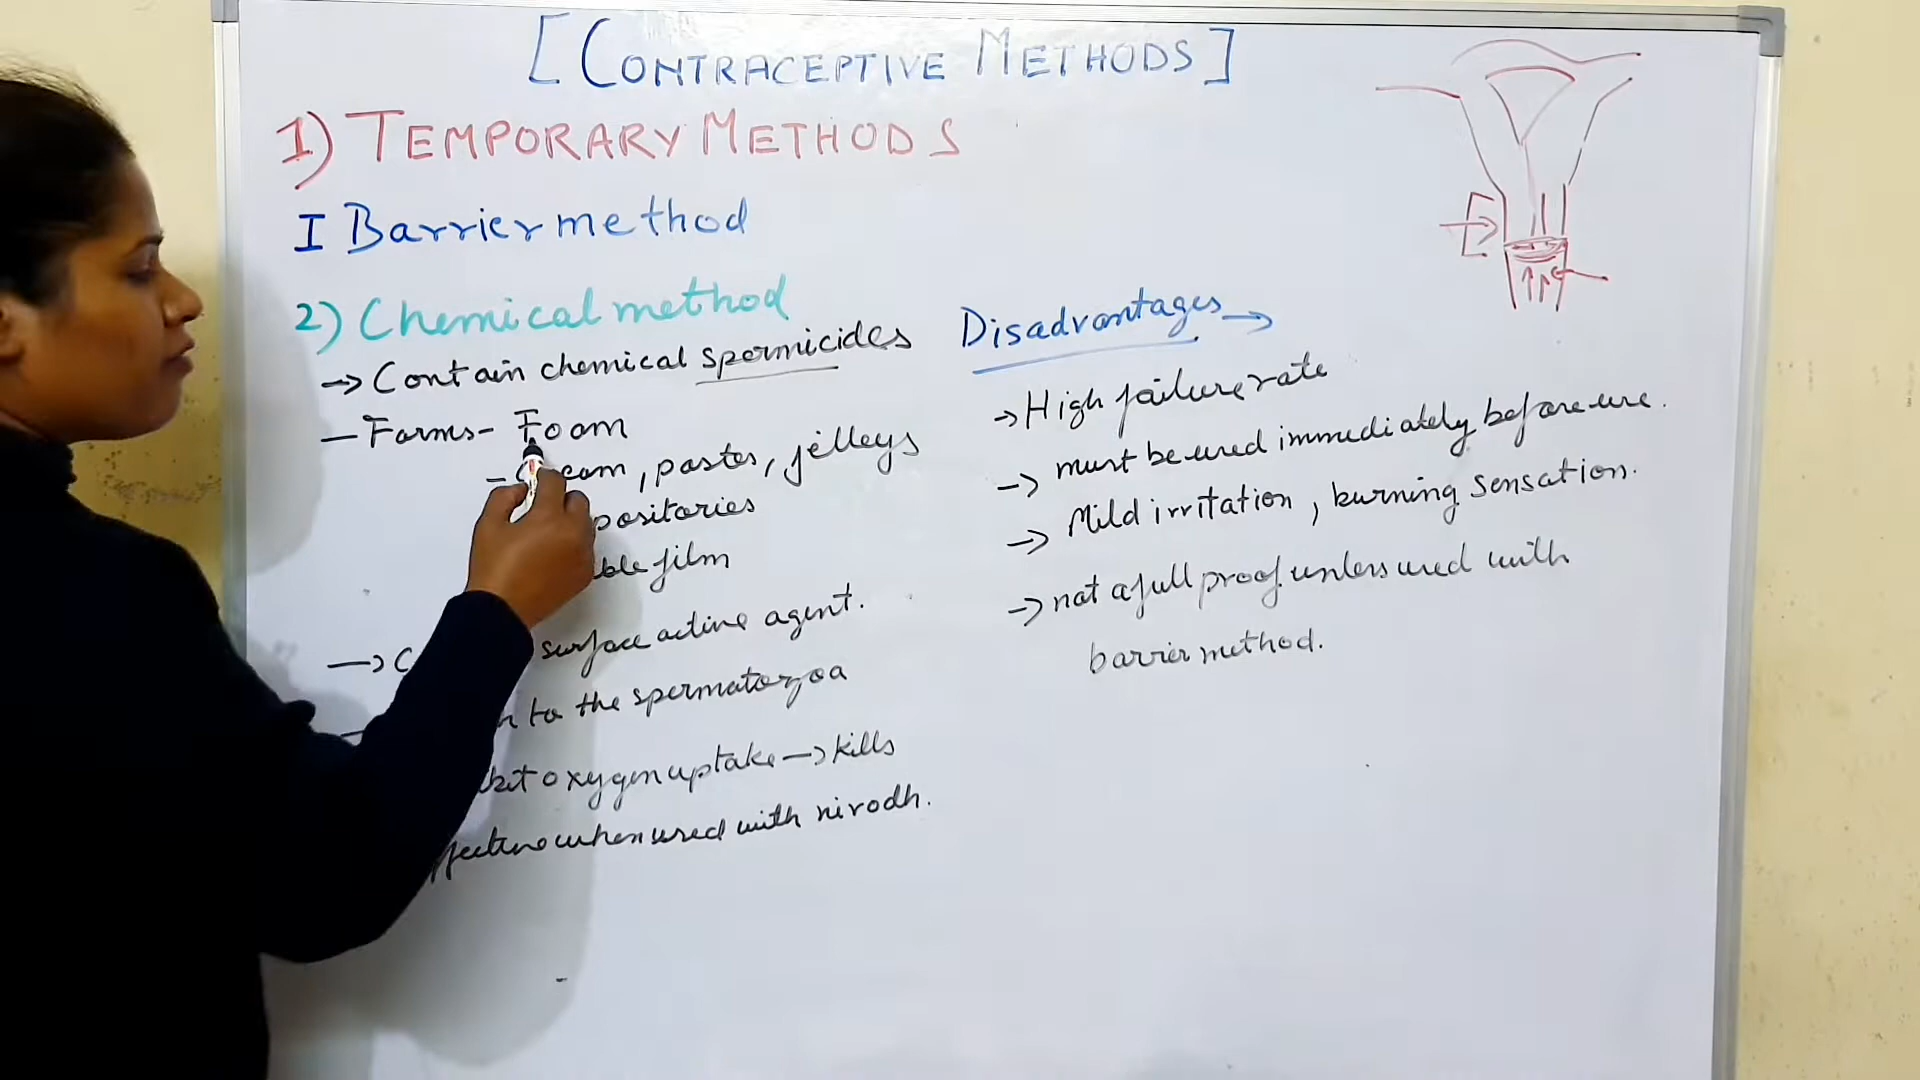 [CONTRACEPTIVE METHODS]
1) TEMPORARY METHODS
I Barrier method
2) Chemical method
→ Contain chemical spermicides
- Forms - Foam
- Cream, pastes, jelleys
positories
ble film
→ C surface active agent.
to the spermatozoa
bit oxygen uptake → kills
when used with nirodh.
Disadvantages →
→ High failure rate
→ must be used immediately before use.
→ Mild irritation, burning sensation.
→ not a full proof unless used with
barrier method.